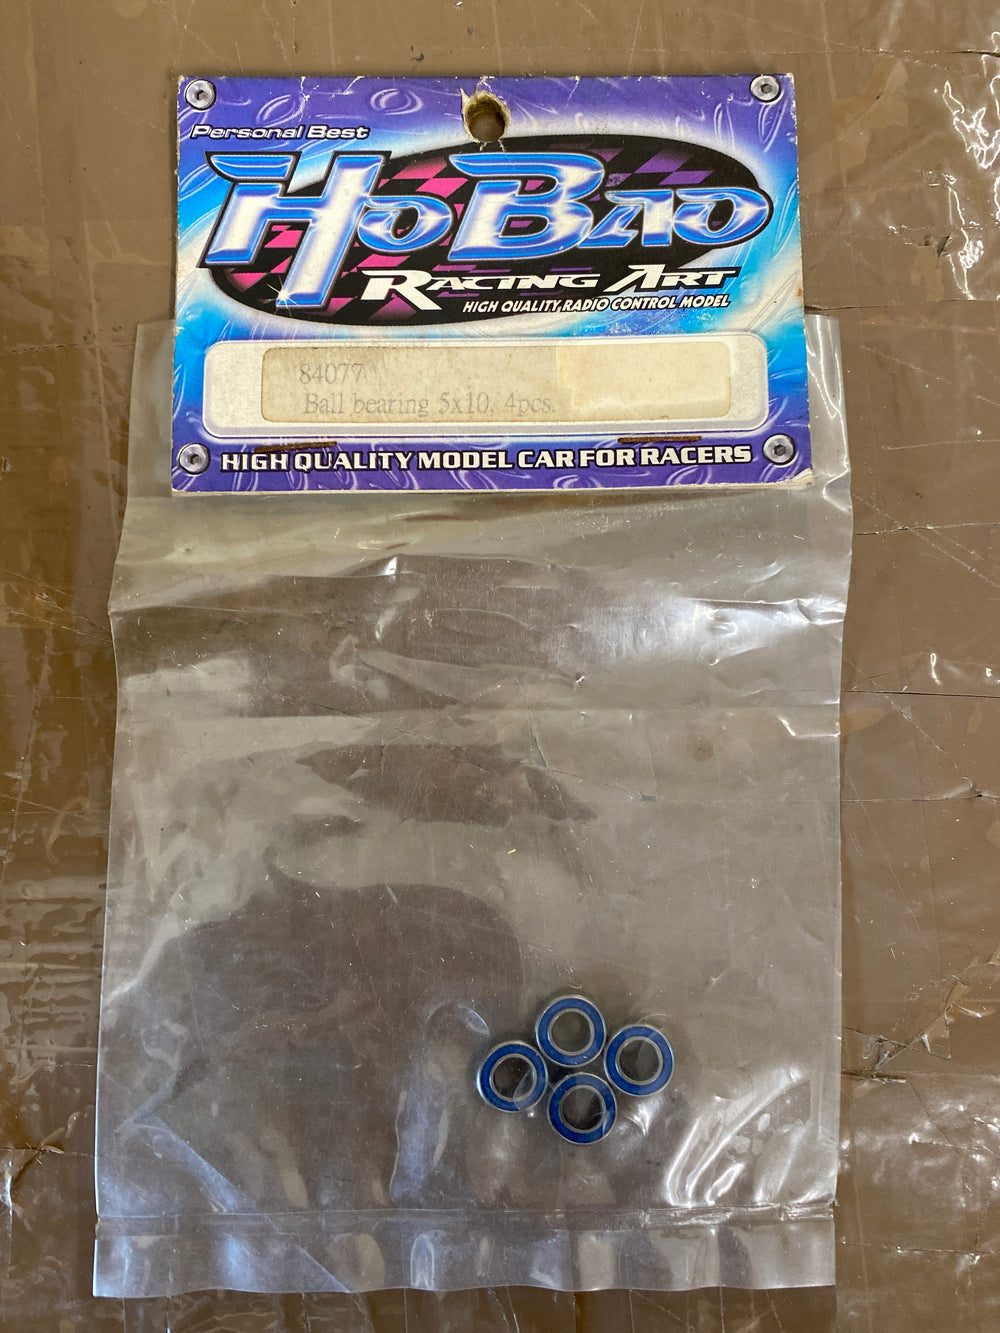 Personal Best
HoBao
Racing Art
HIGH QUALITY RADIO CONTROL MODEL
84077
Ball bearing 5x10, 4pcs.
HIGH QUALITY MODEL CAR FOR RACERS